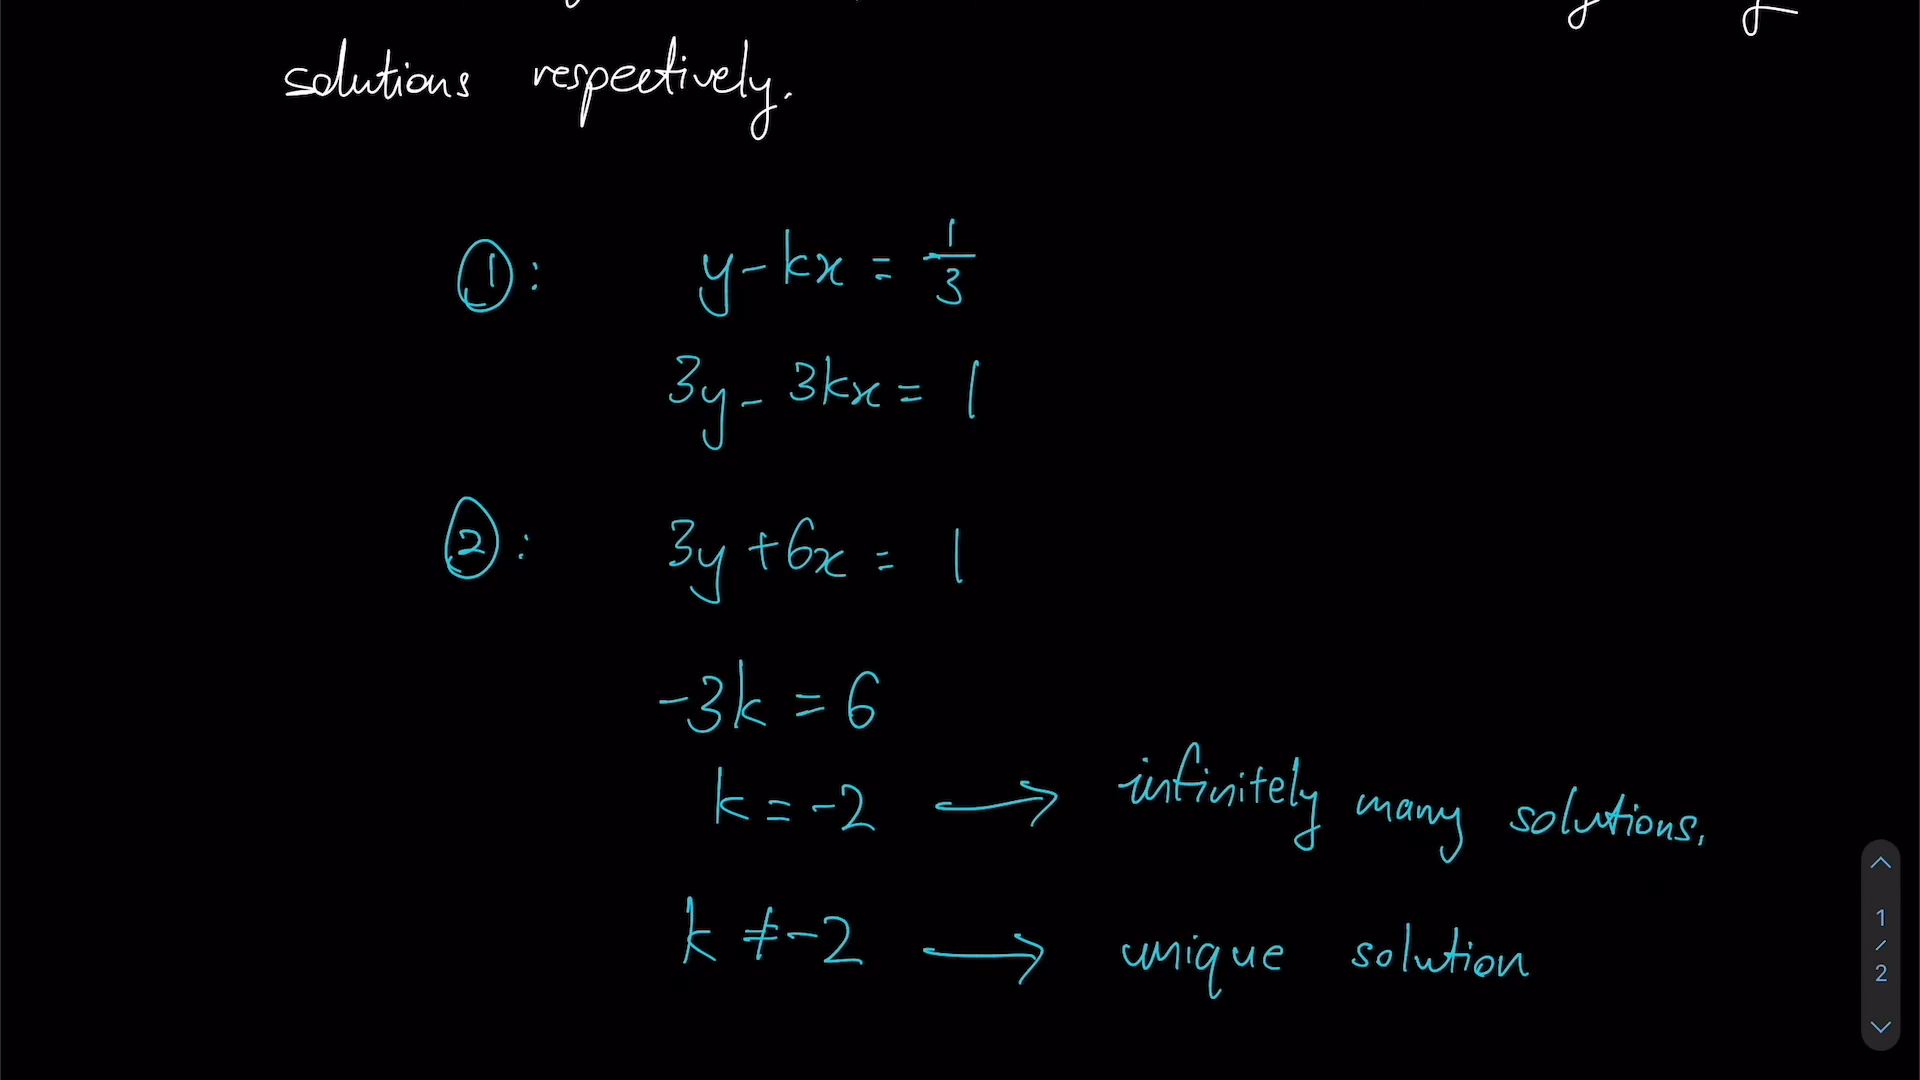 solutions respectively.
①: y - kx = 1/3
3y - 3kx = 1
②: 3y + 6x = 1
-3k = 6
k = -2 → infinitely many solutions.
k ≠ -2 → unique solution
1
/
2